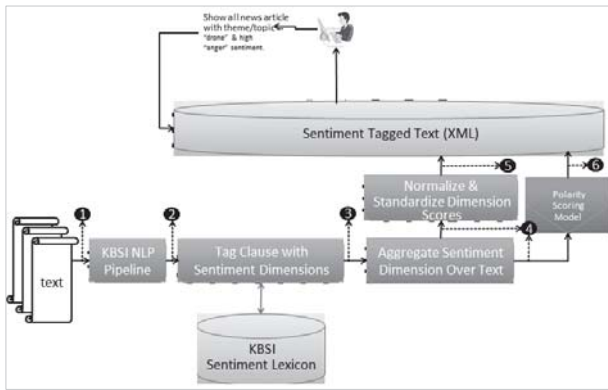 Show all news article
with theme/topic
"drone" & high
"anger" sentiment.
Sentiment Tagged Text (XML)
5
6
Normalize &
Standardize Dimension
Scores
Polarity
Scoring
Model
1
2
3
4
text
KBSI NLP
Pipeline
Tag Clause with
Sentiment Dimensions
Aggregate Sentiment
Dimension Over Text
KBSI
Sentiment Lexicon